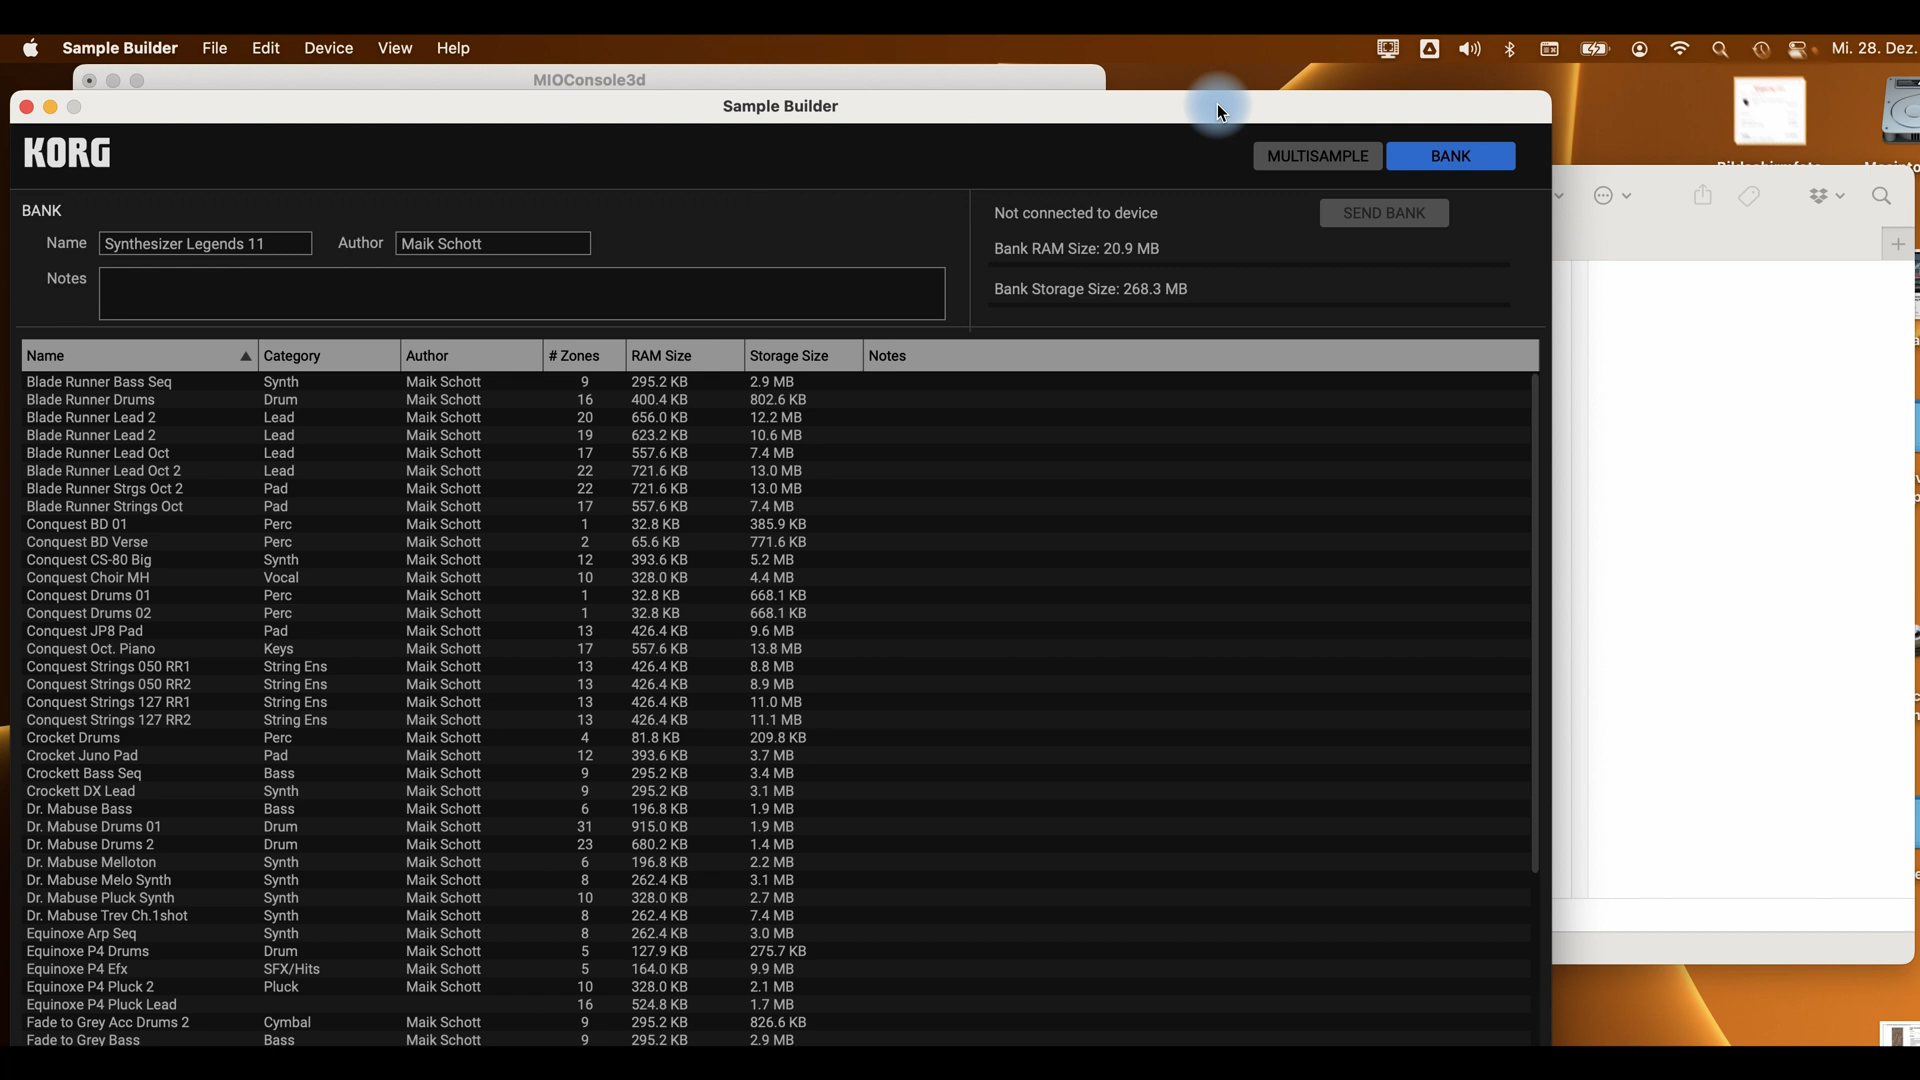 Sample Builder File Edit Device View Help Mi. 28. Dez.
MIOConsole3d
Sample Builder
KORG
MULTISAMPLE BANK
BANK
Name Synthesizer Legends 11 Author Maik Schott
Notes
Not connected to device SEND BANK
Bank RAM Size: 20.9 MB
Bank Storage Size: 268.3 MB
Name Category Author # Zones RAM Size Storage Size Notes
Blade Runner Bass Seq Synth Maik Schott 9 295.2 KB 2.9 MB
Blade Runner Drums Drum Maik Schott 16 400.4 KB 802.6 KB
Blade Runner Lead 2 Lead Maik Schott 20 656.0 KB 12.2 MB
Blade Runner Lead 2 Lead Maik Schott 19 623.2 KB 10.6 MB
Blade Runner Lead Oct Lead Maik Schott 17 557.6 KB 7.4 MB
Blade Runner Lead Oct 2 Lead Maik Schott 22 721.6 KB 13.0 MB
Blade Runner Strgs Oct 2 Pad Maik Schott 22 721.6 KB 13.0 MB
Blade Runner Strings Oct Pad Maik Schott 17 557.6 KB 7.4 MB
Conquest BD 01 Perc Maik Schott 1 32.8 KB 385.9 KB
Conquest BD Verse Perc Maik Schott 2 65.6 KB 771.6 KB
Conquest CS-80 Big Synth Maik Schott 12 393.6 KB 5.2 MB
Conquest Choir MH Vocal Maik Schott 10 328.0 KB 4.4 MB
Conquest Drums 01 Perc Maik Schott 1 32.8 KB 668.1 KB
Conquest Drums 02 Perc Maik Schott 1 32.8 KB 668.1 KB
Conquest JP8 Pad Pad Maik Schott 13 426.4 KB 9.6 MB
Conquest Oct. Piano Keys Maik Schott 17 557.6 KB 13.8 MB
Conquest Strings 050 RR1 String Ens Maik Schott 13 426.4 KB 8.8 MB
Conquest Strings 050 RR2 String Ens Maik Schott 13 426.4 KB 8.9 MB
Conquest Strings 127 RR1 String Ens Maik Schott 13 426.4 KB 11.0 MB
Conquest Strings 127 RR2 String Ens Maik Schott 13 426.4 KB 11.1 MB
Crocket Drums Perc Maik Schott 4 81.8 KB 209.8 KB
Crocket Juno Pad Pad Maik Schott 12 393.6 KB 3.7 MB
Crockett Bass Seq Bass Maik Schott 9 295.2 KB 3.4 MB
Crockett DX Lead Synth Maik Schott 9 295.2 KB 3.1 MB
Dr. Mabuse Bass Bass Maik Schott 6 196.8 KB 1.9 MB
Dr. Mabuse Drums 01 Drum Maik Schott 31 915.0 KB 1.9 MB
Dr. Mabuse Drums 2 Drum Maik Schott 23 680.2 KB 1.4 MB
Dr. Mabuse Melloton Synth Maik Schott 6 196.8 KB 2.2 MB
Dr. Mabuse Melo Synth Synth Maik Schott 8 262.4 KB 3.1 MB
Dr. Mabuse Pluck Synth Synth Maik Schott 10 328.0 KB 2.7 MB
Dr. Mabuse Trev Ch.1shot Synth Maik Schott 8 262.4 KB 7.4 MB
Equinoxe Arp Seq Synth Maik Schott 8 262.4 KB 3.0 MB
Equinoxe P4 Drums Drum Maik Schott 5 127.9 KB 275.7 KB
Equinoxe P4 Efx SFX/Hits Maik Schott 5 164.0 KB 9.9 MB
Equinoxe P4 Pluck 2 Pluck Maik Schott 10 328.0 KB 2.1 MB
Equinoxe P4 Pluck Lead 16 524.8 KB 1.7 MB
Fade to Grey Acc Drums 2 Cymbal Maik Schott 9 295.2 KB 826.6 KB
Fade to Grey Bass Bass Maik Schott 9 295.2 KB 2.9 MB